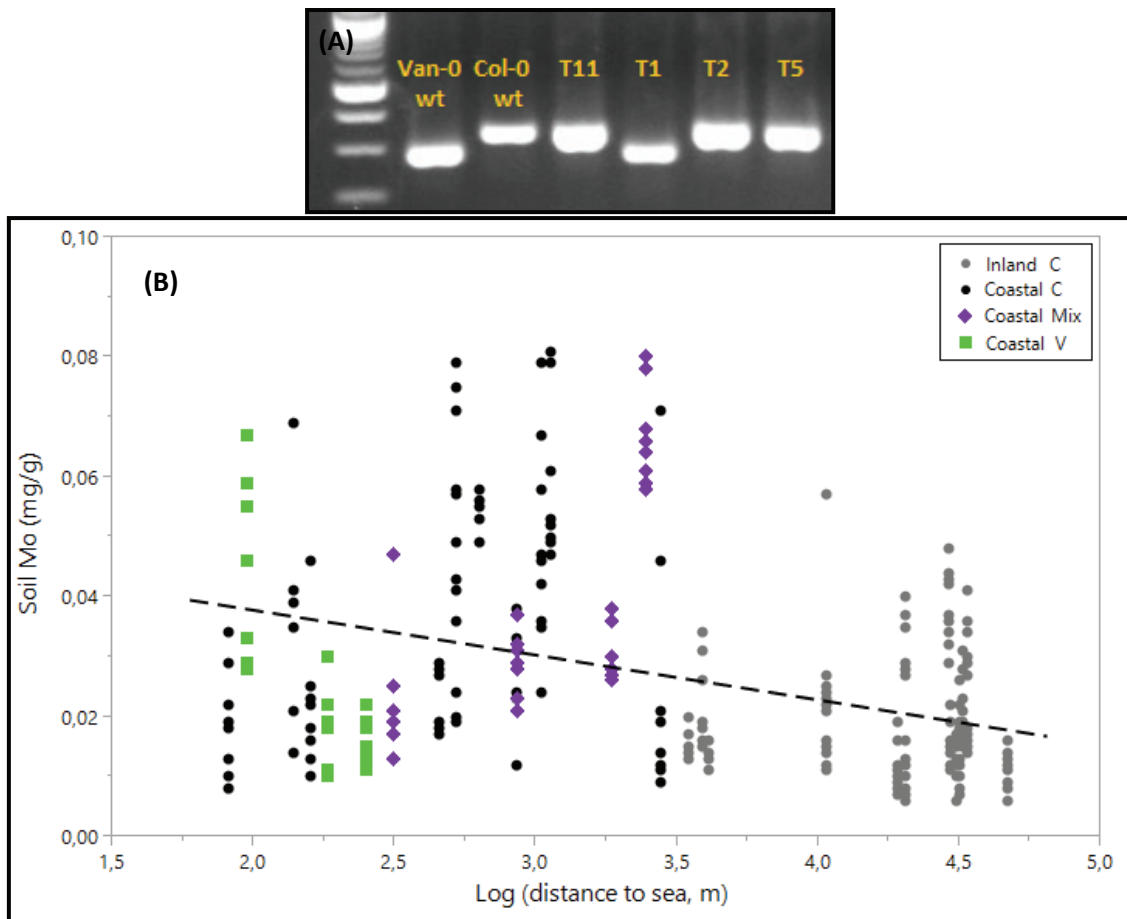 (A)
Van-0 Col-0 T11 T1 T2 T5
wt wt
(B)
Inland C
Coastal C
Coastal Mix
Coastal V
0,10
0,08
0,06
0,04
0,02
0,00
Soil Mo (mg/g)
1,5 2,0 2,5 3,0 3,5 4,0 4,5 5,0
Log (distance to sea, m)